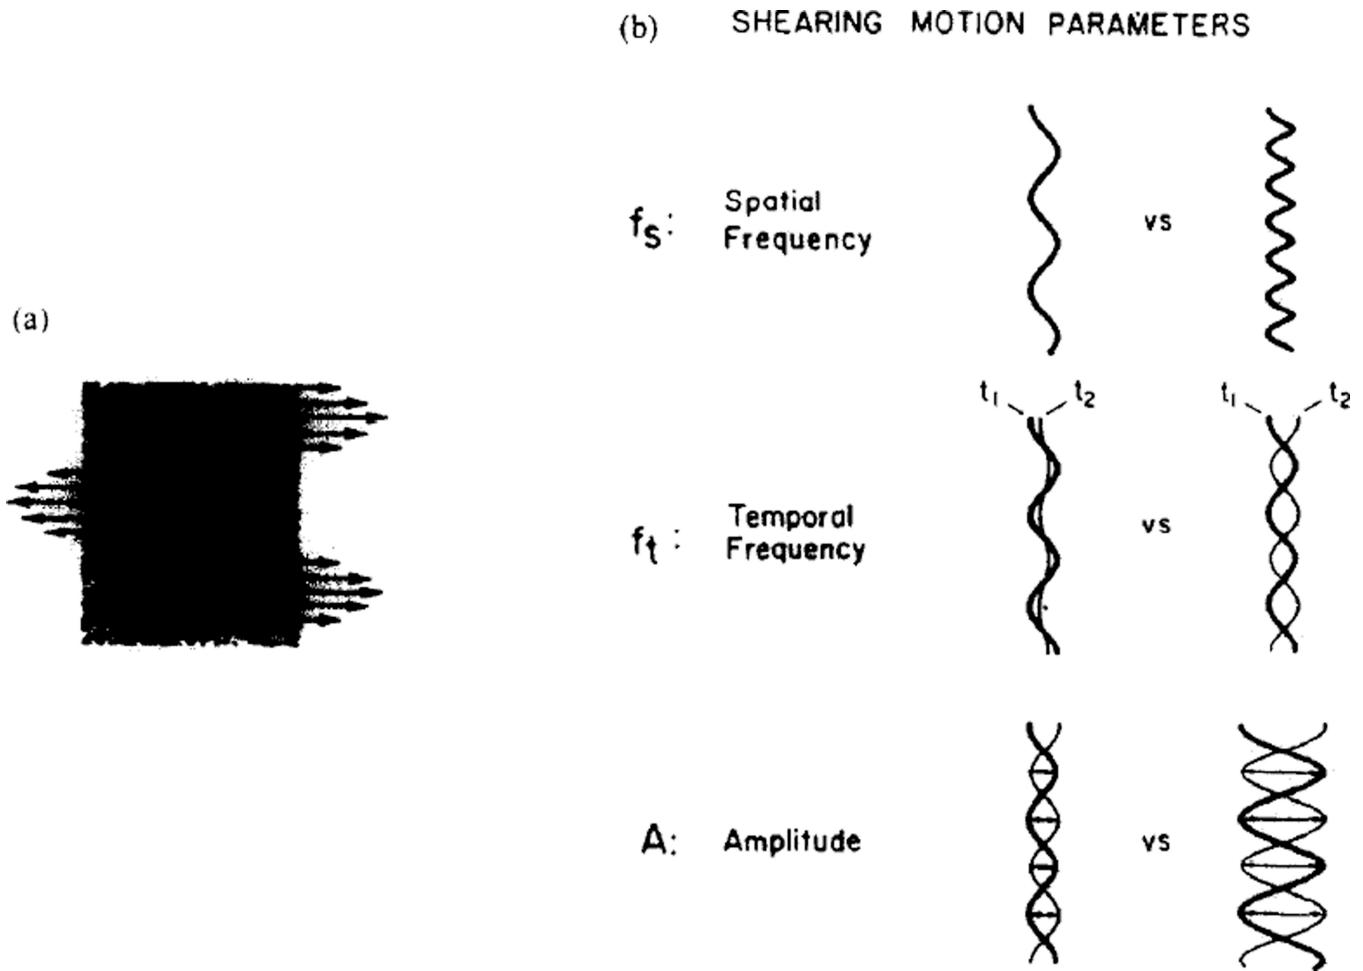 (b) SHEARING MOTION PARAMETERS
fs: Spatial Frequency
vs
(a)
t1 t2 t1 t2
ft: Temporal Frequency
vs
A: Amplitude
vs